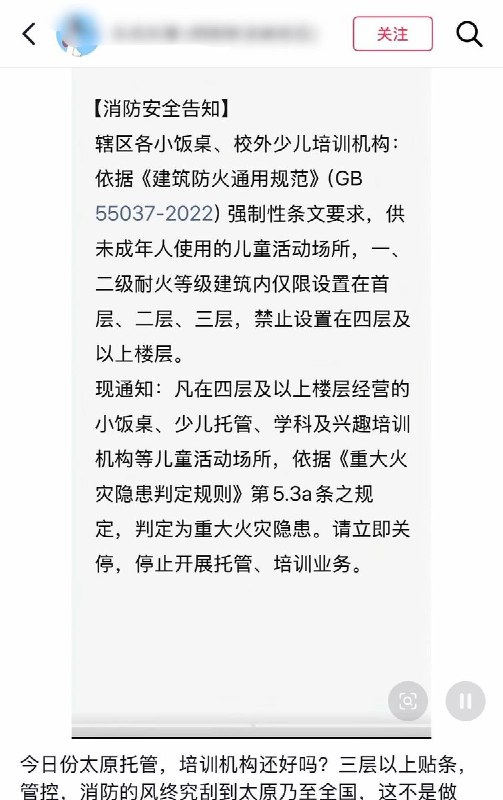 关注
【消防安全告知】
辖区各小饭桌、校外少儿培训机构：
依据《建筑防火通用规范》(GB
55037-2022) 强制性条文要求，供
未成年人使用的儿童活动场所，一、
二级耐火等级建筑内仅限设置在首
层、二层、三层，禁止设置在四层及
以上楼层。
现通知：凡在四层及以上楼层经营的
小饭桌、少儿托管、学科及兴趣培训
机构等儿童活动场所，依据《重大火
灾隐患判定规则》第5.3a条之规
定，判定为重大火灾隐患。请立即关
停，停止开展托管、培训业务。
今日份太原托管，培训机构还好吗？三层以上贴条，
管控，消防的风终究刮到太原乃至全国，这不是做